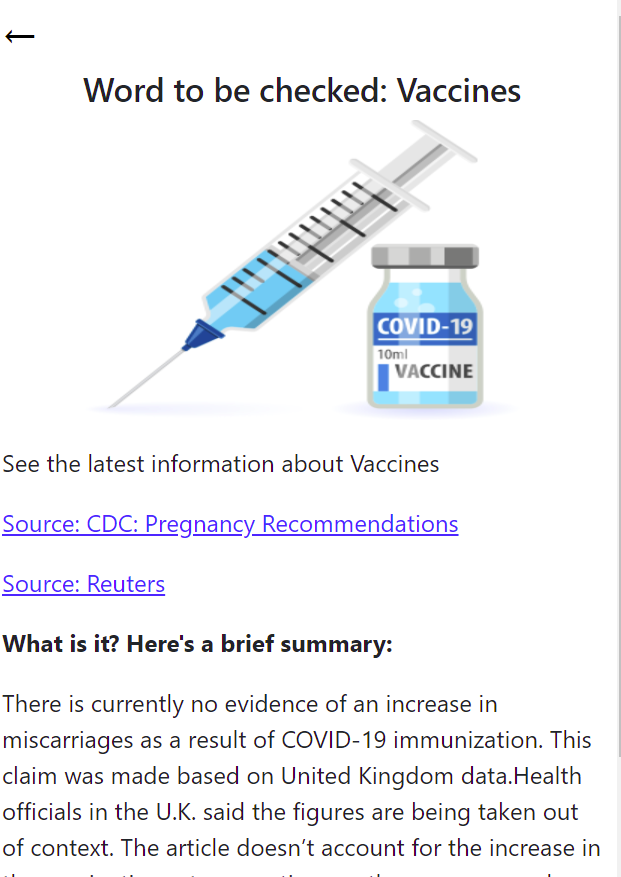 Word to be checked: Vaccines
COVID-19
10ml
VACCINE
See the latest information about Vaccines
Source: CDC: Pregnancy Recommendations
Source: Reuters
What is it? Here's a brief summary:
There is currently no evidence of an increase in
miscarriages as a result of COVID-19 immunization. This
claim was made based on United Kingdom data.Health
officials in the U.K. said the figures are being taken out
of context. The article doesn’t account for the increase in